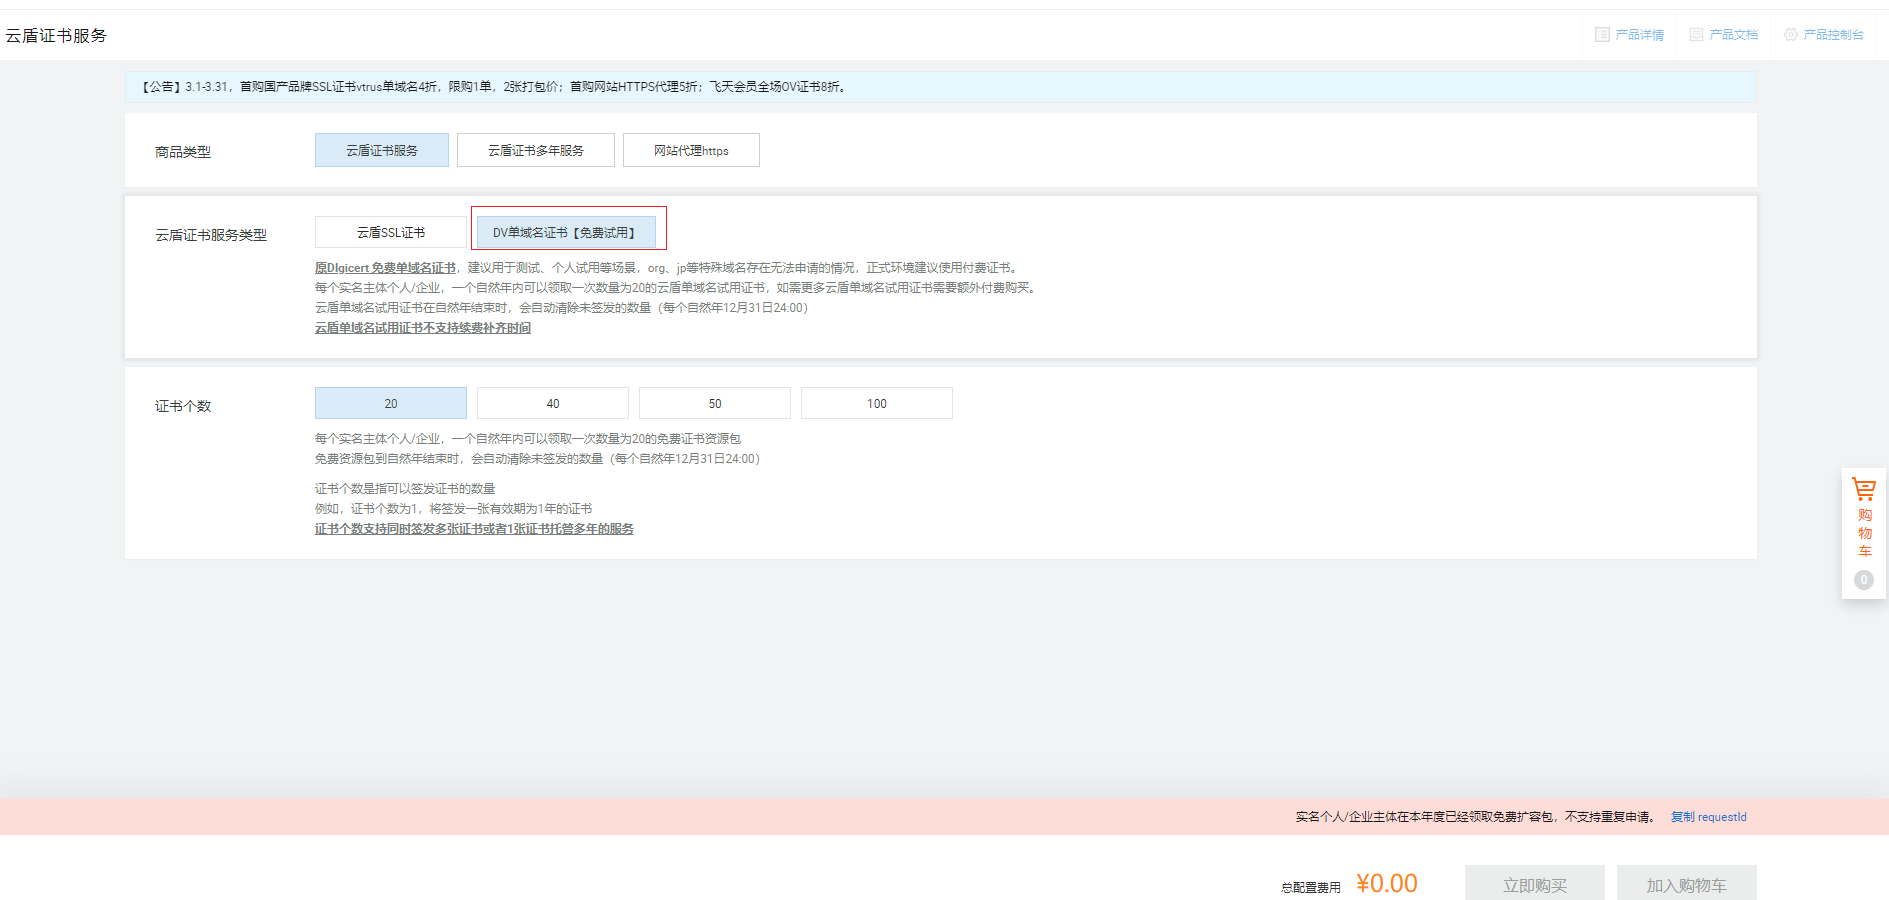 云盾证书服务
产品详情
产品文档
产品控制台
【公告】3.1-3.31，首购国产品牌SSL证书vtrus单域名4折，限购1单，2张打包价；首购网站HTTPS代理5折；飞天会员全场OV证书8折。
商品类型
云盾证书服务
云盾证书多年服务
网站代理https
云盾证书服务类型
云盾SSL证书
DV单域名证书【免费试用】
原DIgicert 免费单域名证书，建议用于测试、个人试用等场景，org、jp等特殊域名存在无法申请的情况，正式环境建议使用付费证书。
每个实名主体个人/企业，一个自然年内可以领取一次数量为20的云盾单域名试用证书，如需更多云盾单域名试用证书需要额外付费购买。
云盾单域名试用证书在自然年结束时，会自动清除未签发的数量（每个自然年12月31日24:00）
云盾单域名试用证书不支持续费补齐时间
证书个数
20
40
50
100
每个实名主体个人/企业，一个自然年内可以领取一次数量为20的免费证书资源包
免费资源包到自然年结束时，会自动清除未签发的数量（每个自然年12月31日24:00）
证书个数是指可以签发证书的数量
例如，证书个数为1，将签发一张有效期为1年的证书
证书个数支持同时签发多张证书或者1张证书托管多年的服务
购
物
车
0
实名个人/企业主体在本年度已经领取免费扩容包，不支持重复申请。 复制 requestId
总配置费用 ¥0.00
立即购买
加入购物车